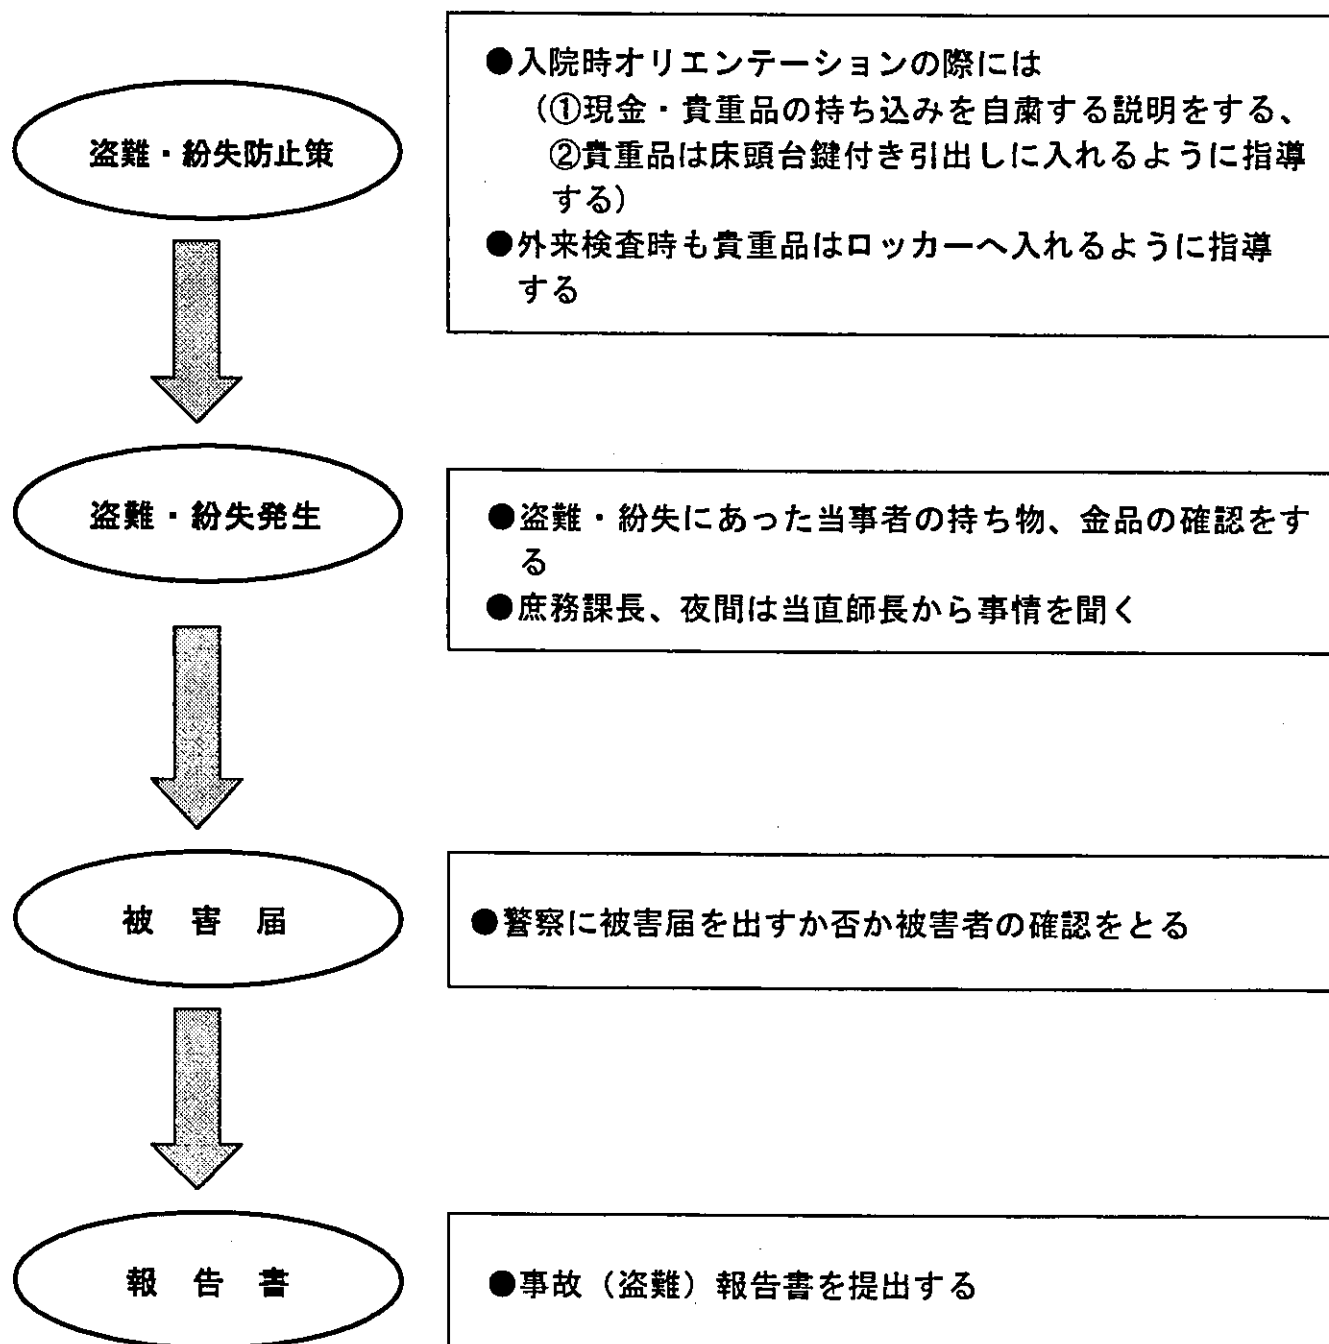 盗難・紛失防止策
●入院時オリエンテーションの際には
（①現金・貴重品の持ち込みを自粛する説明をする、
②貴重品は床頭台鍵付き引出しに入れるように指導
する）
●外来検査時も貴重品はロッカーへ入れるように指導
する
盗難・紛失発生
●盗難・紛失にあった当事者の持ち物、金品の確認をす
る
●庶務課長、夜間は当直師長から事情を聞く
被　害　届
●警察に被害届を出すか否か被害者の確認をとる
報　告　書
●事故（盗難）報告書を提出する